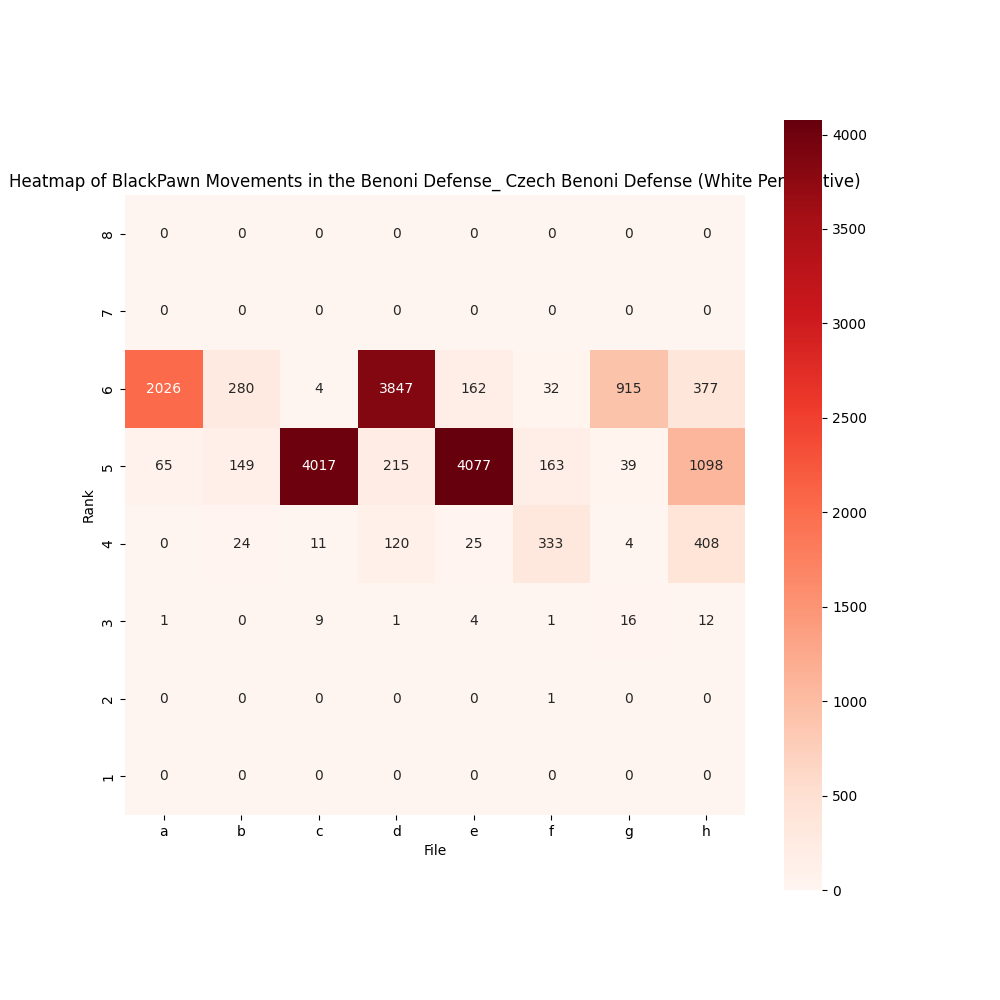 Heatmap of BlackPawn Movements in the Benoni Defense_ Czech Benoni Defense (White Per tive)
8 0 0 0 0 0 0 0 0
7 0 0 0 0 0 0 0 0
6 2026 280 4 3847 162 32 915 377
5 65 149 4017 215 4077 163 39 1098
4 0 24 11 120 25 333 4 408
3 1 0 9 1 4 1 16 12
2 0 0 0 0 0 1 0 0
1 0 0 0 0 0 0 0 0
a b c d e f g h
File
Rank
4000
3500
3000
2500
2000
1500
1000
500
0